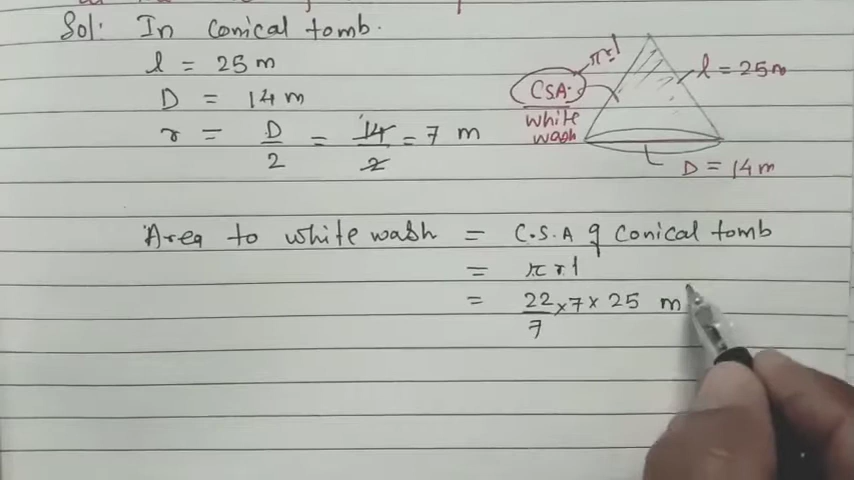 Sol: In Conical tomb.
l = 25 m
D = 14 m
r = D/2 = 14/2 = 7 m
πrl
CSA.
white
wash
l = 25m
D = 14 m
Area to white wash = C.S.A of Conical tomb
= πrl
= 22/7 × 7 × 25 m